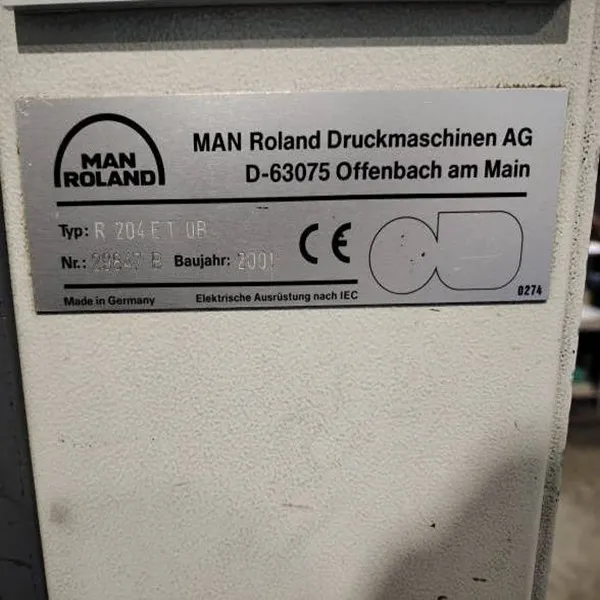 MAN
ROLAND
MAN Roland Druckmaschinen AG
D-63075 Offenbach am Main
Typ: R 204 E T OB
Nr.: B Baujahr: 2001
CE
Made in Germany
Elektrische Ausrüstung nach IEC
0274